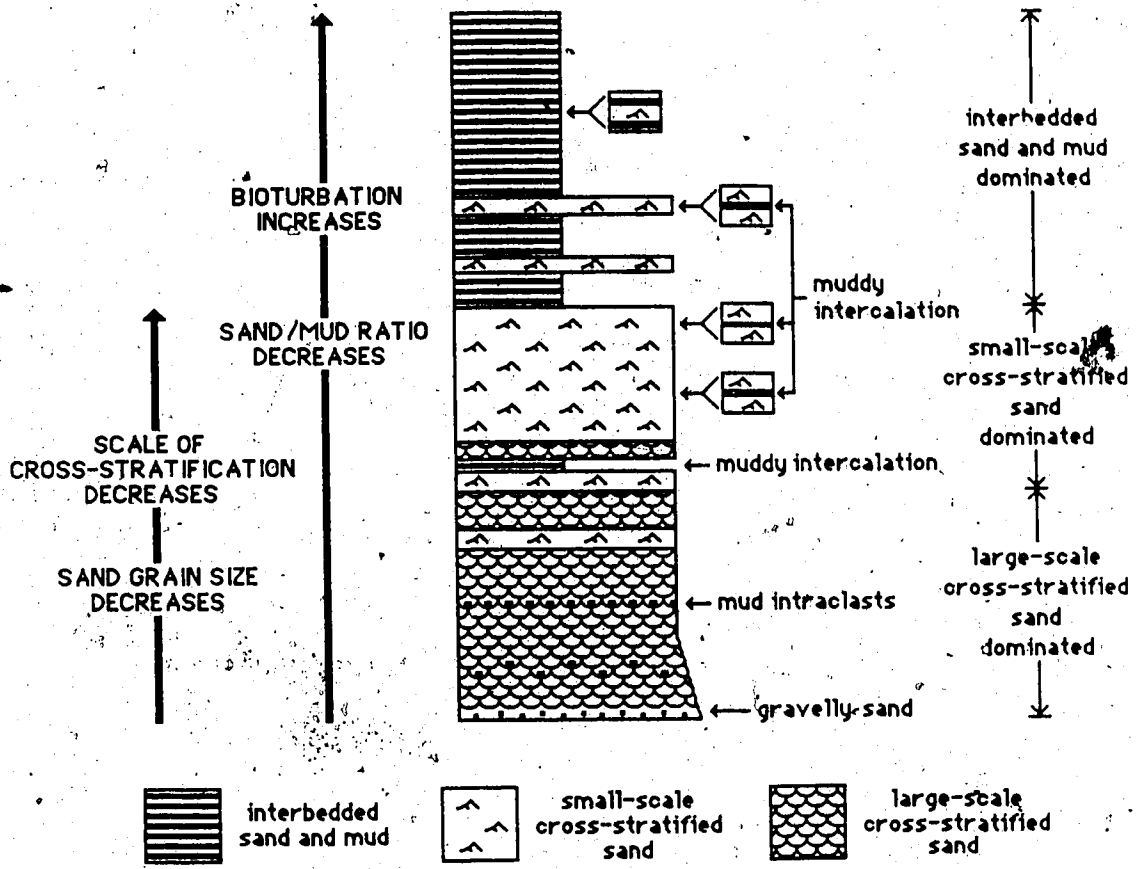 BIOTURBATION
INCREASES
SAND/MUD RATIO
DECREASES
SCALE OF
CROSS-STRATIFICATION
DECREASES
SAND GRAIN SIZE
DECREASES
muddy
intercalation
muddy intercalation
mud intraclasts
gravelly sand
interbedded
sand and mud
dominated
small-scale
cross-stratified
sand
dominated
large-scale
cross-stratified
sand
dominated
interbedded
sand and mud
small-scale
cross-stratified
sand
large-scale
cross-stratified
sand